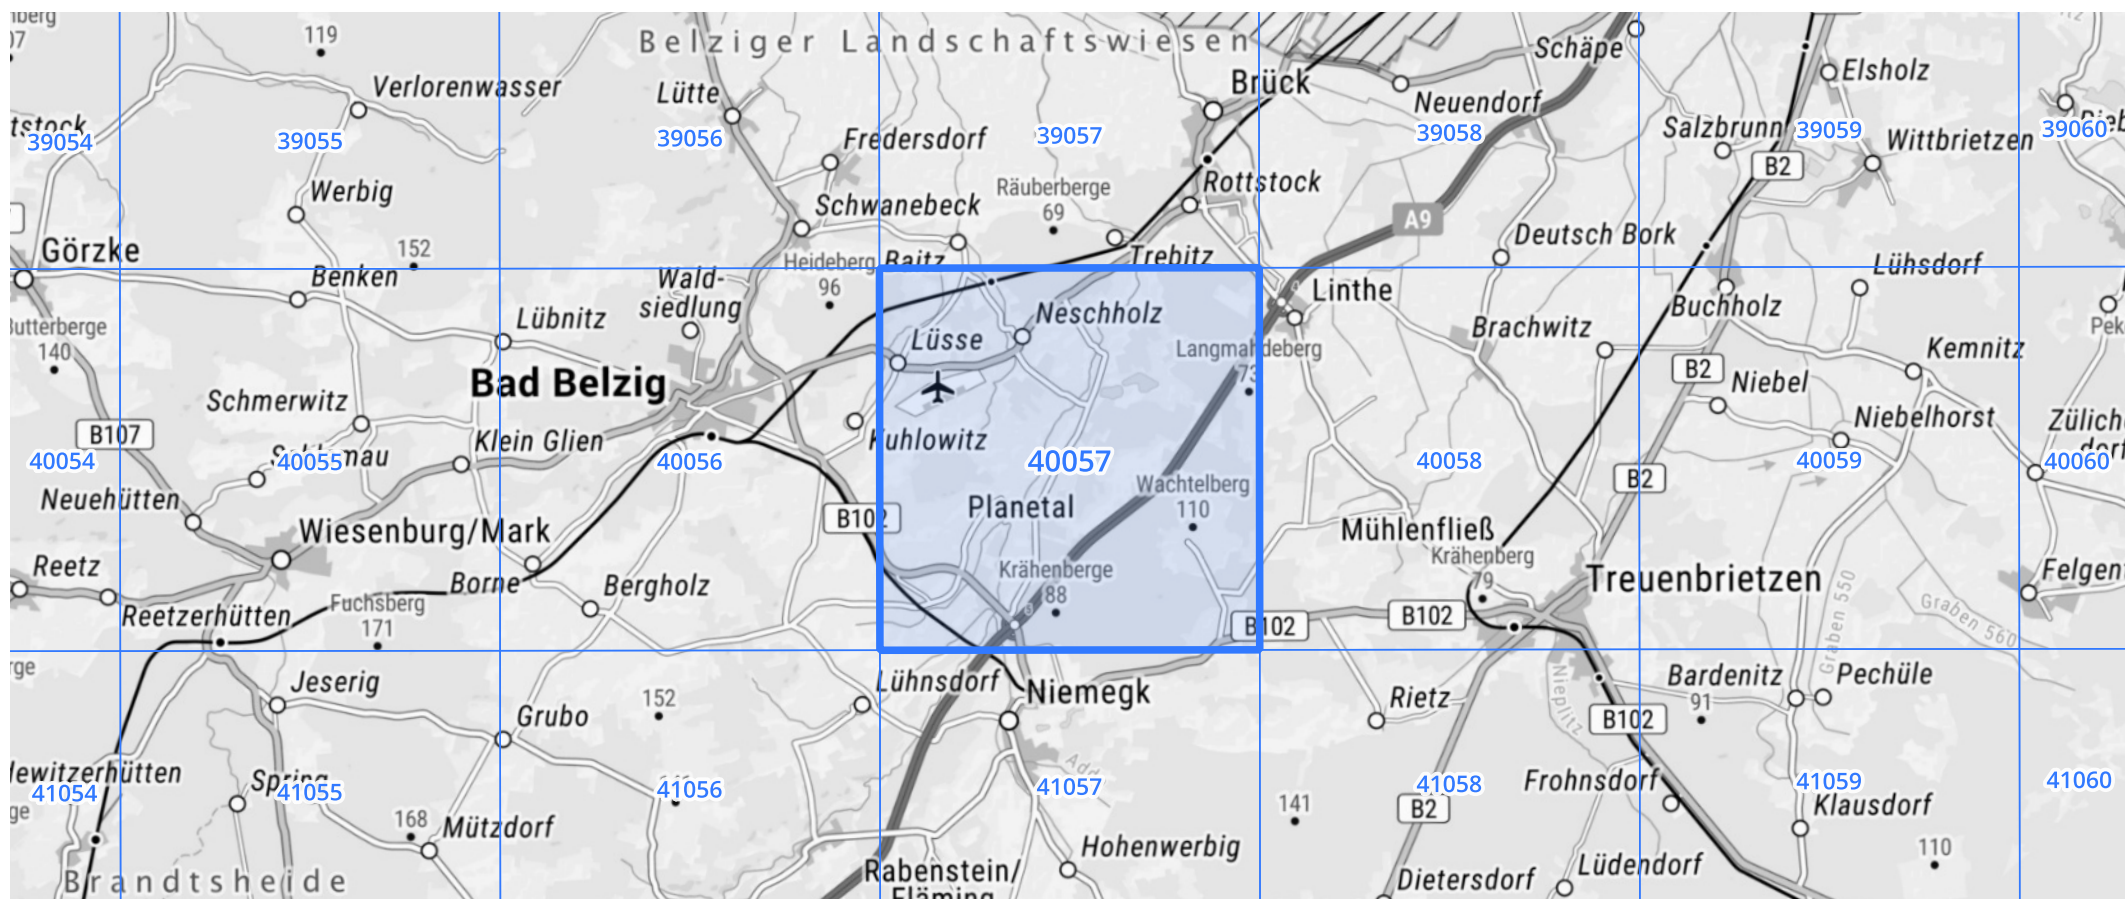 119
Belziger Landschaftswiesen
Schäpe
Elsholz
Verlorenwasser
Lütte
Brück
Neuendorf
39054
39055
39056
39057
39058
39059
39060
Fredersdorf
Salzbrunn
Wittbrietzen
B2
Werbig
Räuberberge
69
Rottstock
Schwanebeck
A9
Deutsch Bork
Görzke
152
Benken
Heideberg
96
Baitz
Trebitz
Lühsdorf
Wald-
siedlung
Lübnitz
Neschholz
Linthe
Buchholz
140
Lüsse
Langmahdeberg
73
Brachwitz
Kemnitz
Bad Belzig
B2
Niebel
Schmerwitz
B107
Klein Glien
Kuhlowitz
Niebelhorst
40054
40055
40056
40057
40058
40059
40060
B2
Neuehütten
Wachtelberg
110
Planetal
B102
Wiesenburg/Mark
Mühlenfließ
Krähenberg
79
Reetz
Borne
Bergholz
Krähenberge
88
Treuenbrietzen
Reetzerhütten
Fuchsberg
171
B102
B102
Graben 550
Graben 560
Jeserig
152
Lühnsdorf
Niemegk
Rietz
Nieplitz
Bardenitz
91
Pechüle
Grubo
B102
41054
41055
41056
41057
41058
41059
41060
Frohnsdorf
B2
141
Klausdorf
168
Mützdorf
Hohenwerbig
110
Brandtsheide
Rabenstein/
Fläming
Dietersdorf
Lüdendorf